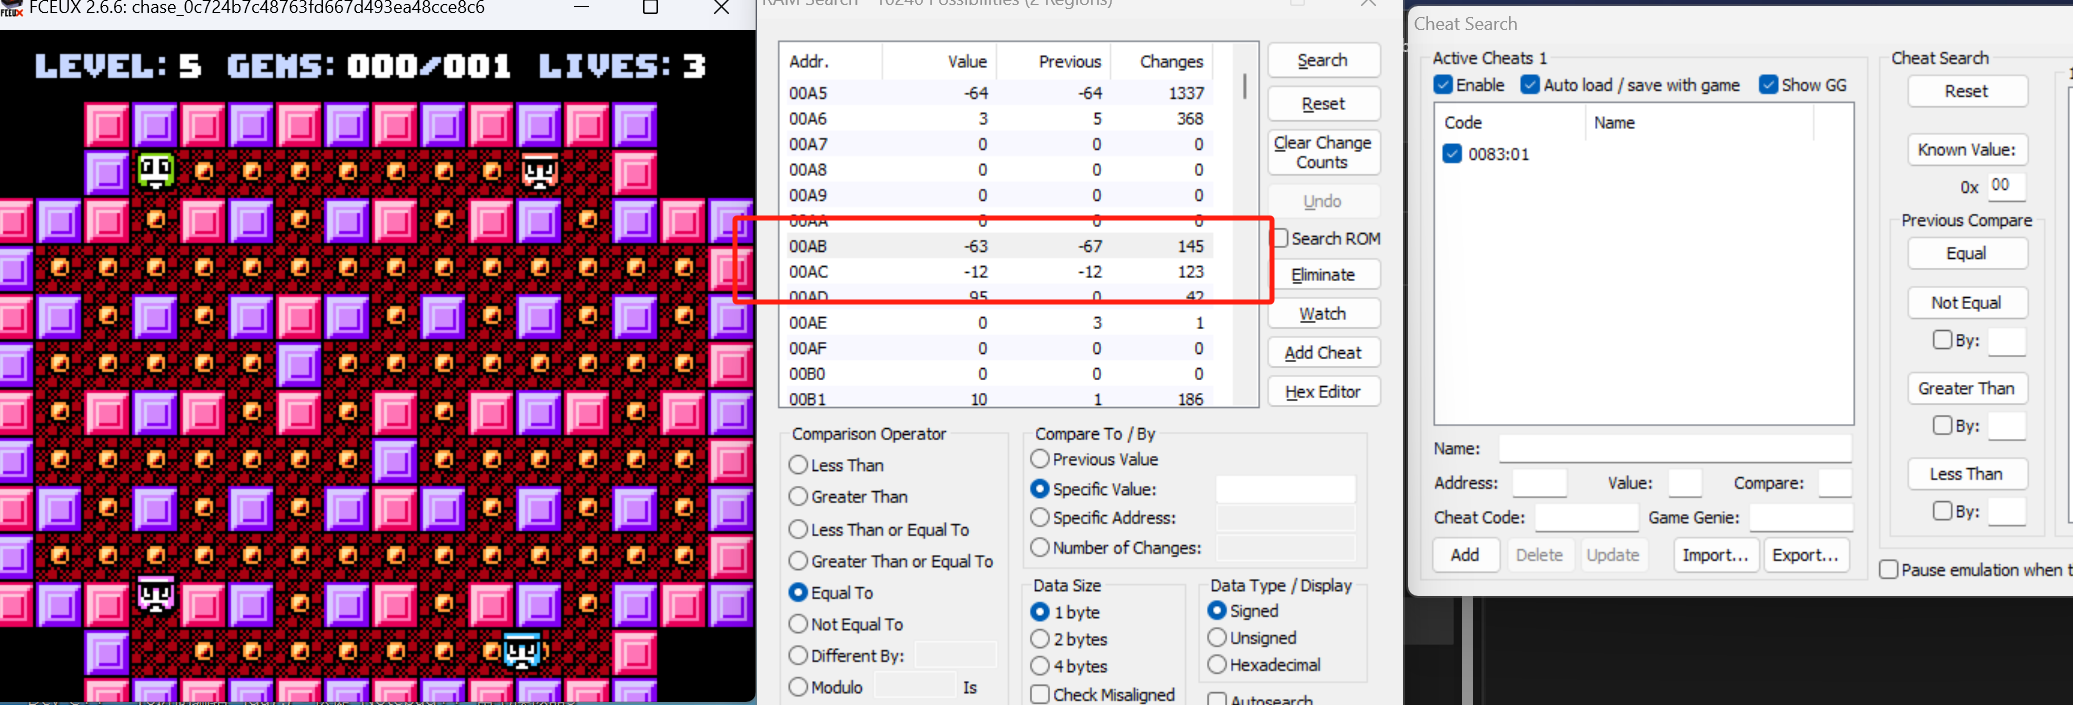 FCEUX 2.6.6: chase_0c724b7c48763fd667d493ea48cce8c6
LEVEL: 5 GEMS: 000/001 LIVES: 3
RAM Search - 10240 Possibilities (2 Regions)
Addr. Value Previous Changes
00A5 -64 -64 1337
00A6 3 5 368
00A7 0 0 0
00A8 0 0 0
00A9 0 0 0
00AA 0 0 0
00AB -63 -67 145
00AC -12 -12 123
00AD 95 0 42
00AE 0 3 1
00AF 0 0 0
00B0 0 0 0
00B1 10 1 186
Search
Reset
Clear Change
Counts
Undo
Search ROM
Eliminate
Watch
Add Cheat
Hex Editor
Comparison Operator
Less Than
Greater Than
Less Than or Equal To
Greater Than or Equal To
Equal To
Not Equal To
Different By:
Modulo Is
Compare To / By
Previous Value
Specific Value:
Specific Address:
Number of Changes:
Data Size
1 byte
2 bytes
4 bytes
Check Misaligned
Data Type / Display
Signed
Unsigned
Hexadecimal
Autosearch
Cheat Search
Active Cheats 1
Enable Auto load / save with game Show GG
Code Name
0083:01
Name:
Address: Value: Compare:
Cheat Code: Game Genie:
Add Delete Update Import... Export...
Cheat Search
Reset
Known Value:
0x 00
Previous Compare
Equal
Not Equal
By:
Greater Than
By:
Less Than
By:
Pause emulation when t